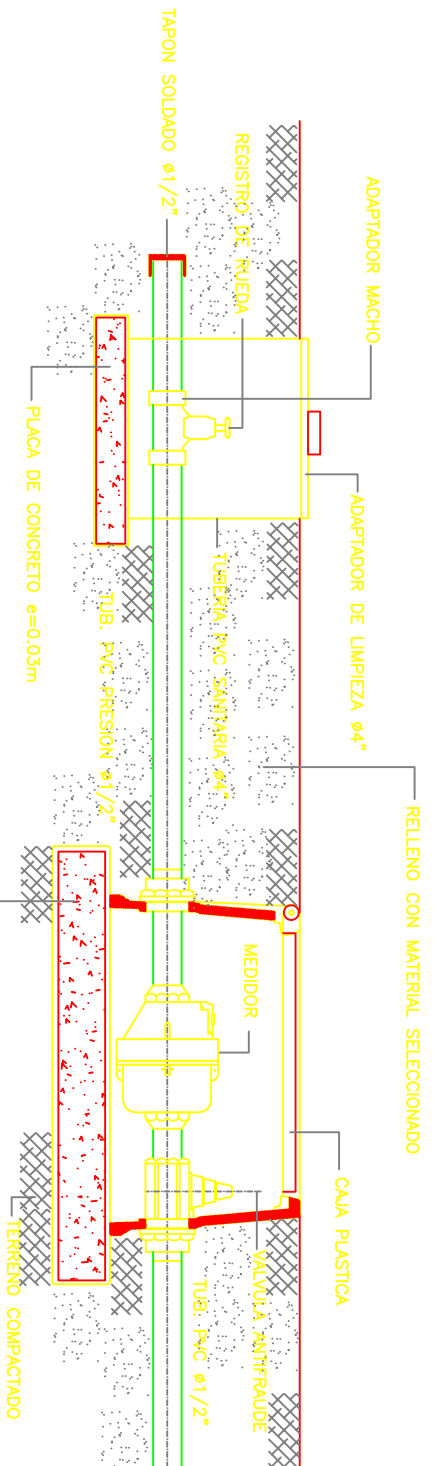 TAPON SOLDADO ø1/2"
REGISTRO DE RUEDA
ADAPTADOR MACHO
ADAPTADOR DE LIMPIEZA ø4"
RELLENO CON MATERIAL SELECCIONADO
CAJA PLASTICA
MEDIDOR
VALVULA ANTIFRAUDE
TUBERIA PVC SANITARIA ø4"
TUB. PVC PRESION ø1/2"
TUB. PVC ø1/2"
PLACA DE CONCRETO e=0.03m
TERRENO COMPACTADO